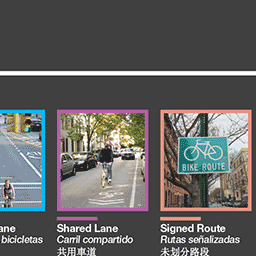 BIKE ROUTE
ane
bicicletas
Shared Lane
Carril compartido
共用車道
Signed Route
Rutas señalizadas
未划分路段